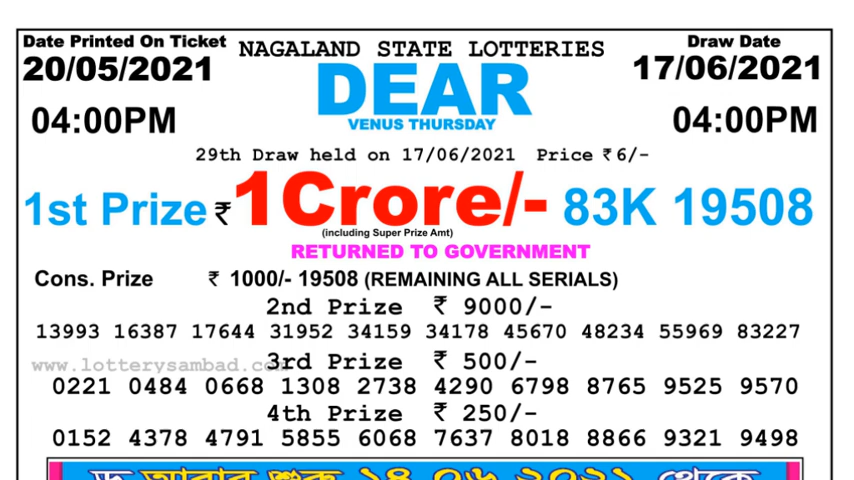 Date Printed On Ticket NAGALAND STATE LOTTERIES Draw Date
20/05/2021 DEAR 17/06/2021
04:00PM VENUS THURSDAY 04:00PM
29th Draw held on 17/06/2021 Price ₹ 6/-
1st Prize ₹ 1Crore/- 83K 19508
(including Super Prize Amt)
RETURNED TO GOVERNMENT
Cons. Prize ₹ 1000/- 19508 (REMAINING ALL SERIALS)
2nd Prize ₹ 9000/-
13993 16387 17644 31952 34159 34178 45670 48234 55969 83227
www.lotterysambad.com
3rd Prize ₹ 500/-
0221 0484 0668 1308 2738 4290 6798 8765 9525 9570
4th Prize ₹ 250/-
0152 4378 4791 5855 6068 7637 8018 8866 9321 9498
আবার শুরু ১৪.০৬.২০২১ থেকে